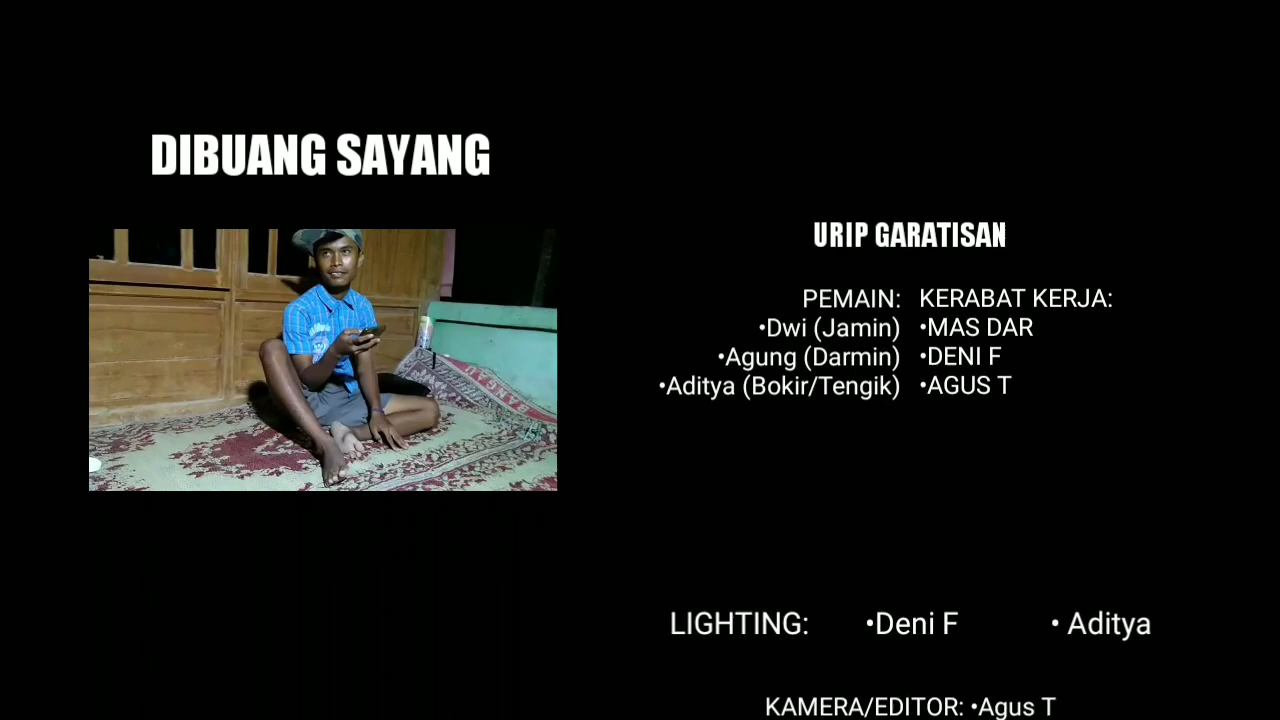 DIBUANG SAYANG
URIP GARATISAN
PEMAIN:
•Dwi (Jamin)
•Agung (Darmin)
•Aditya (Bokir/Tengik)
KERABAT KERJA:
•MAS DAR
•DENI F
•AGUS T
LIGHTING: •Deni F • Aditya
KAMERA/EDITOR: •Agus T